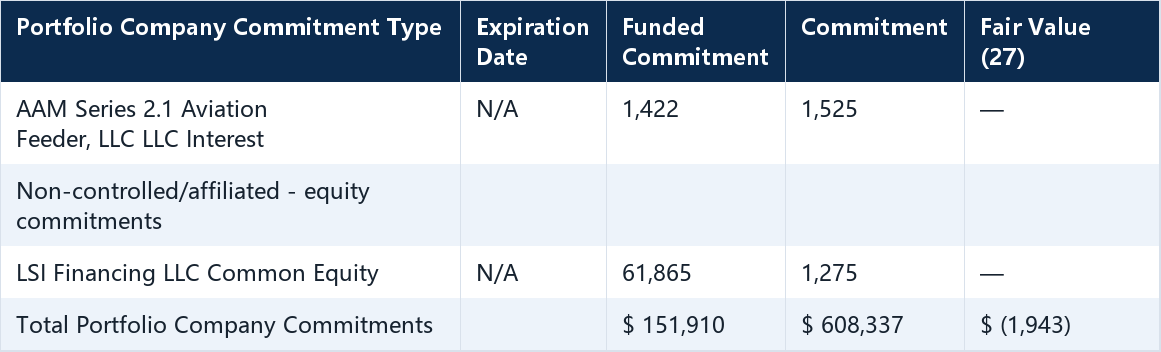 Portfolio Company Commitment Type Expiration Date Funded Commitment Commitment Fair Value (27)
AAM Series 2.1 Aviation Feeder, LLC LLC Interest N/A 1,422 1,525 —
Non-controlled/affiliated - equity commitments
LSI Financing LLC Common Equity N/A 61,865 1,275 —
Total Portfolio Company Commitments $ 151,910 $ 608,337 $ (1,943)